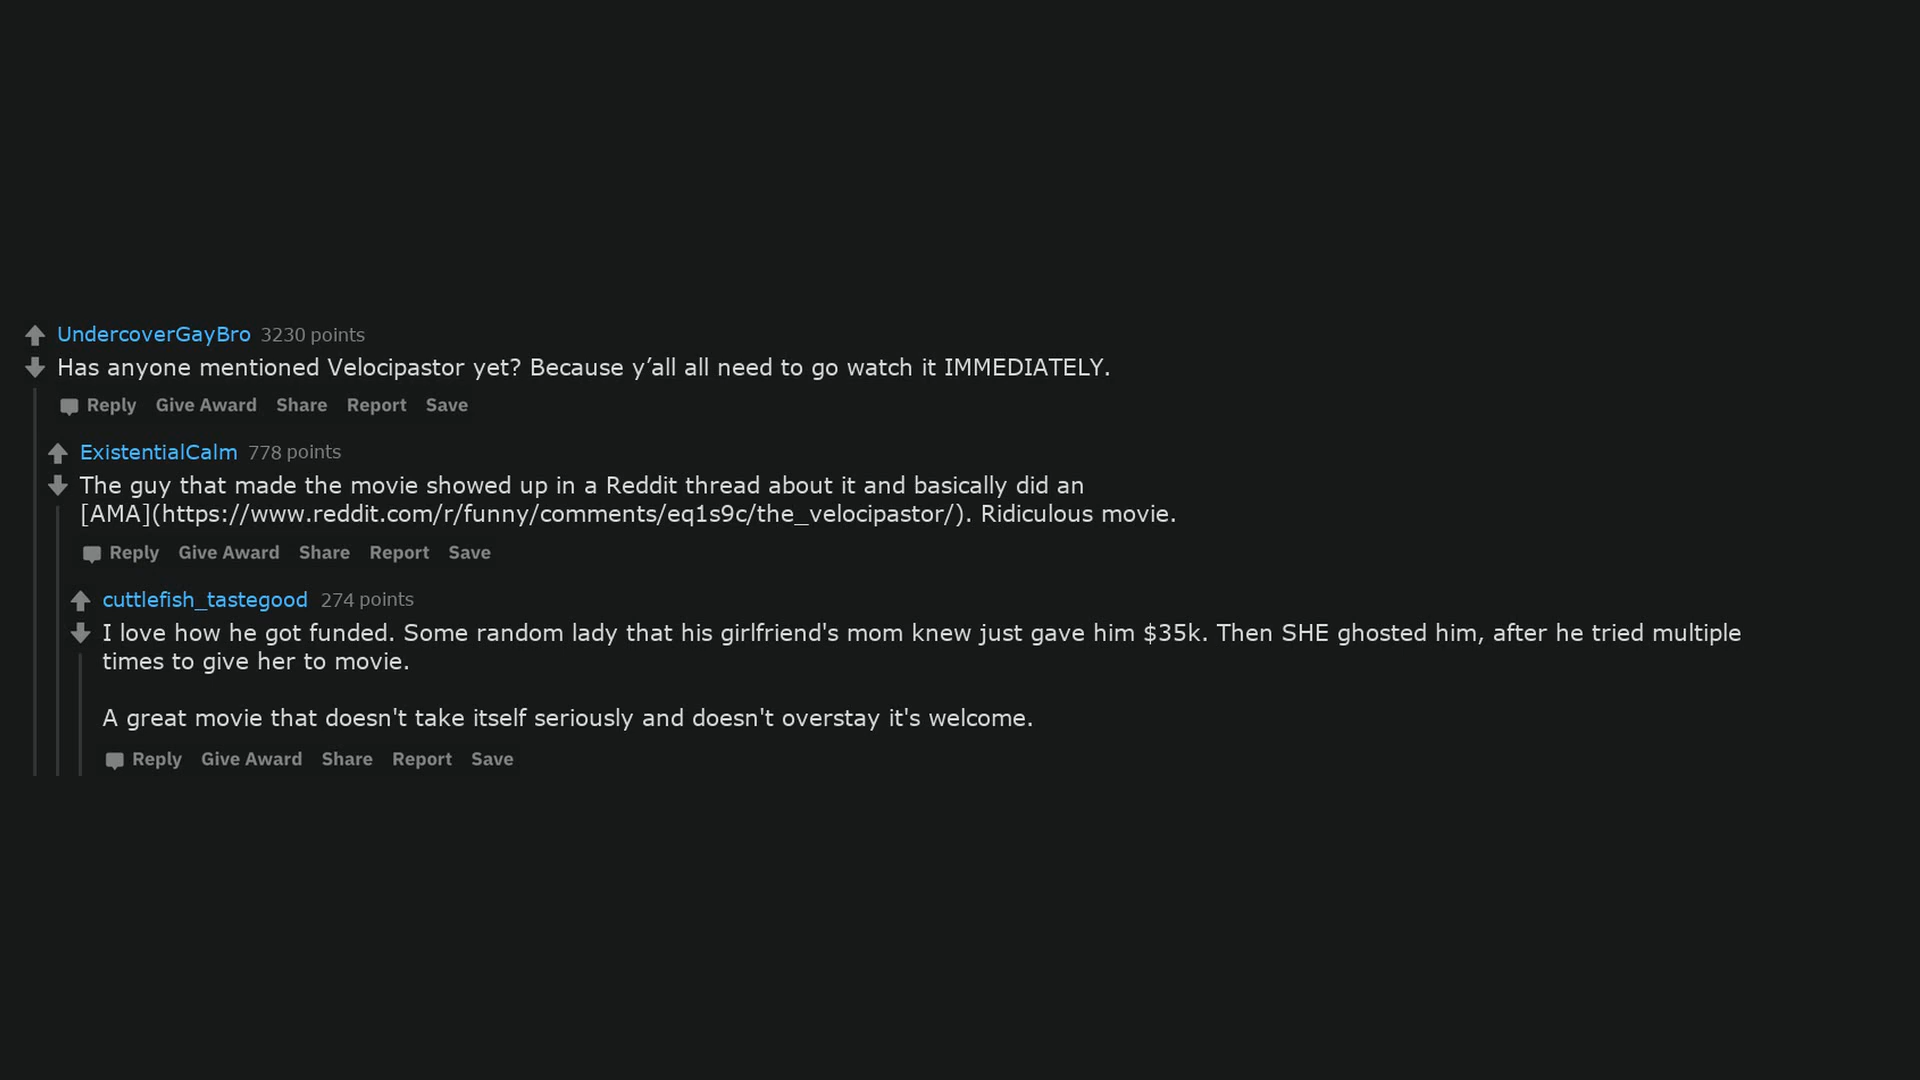 UndercoverGayBro 3230 points
Has anyone mentioned Velocipastor yet? Because y’all all need to go watch it IMMEDIATELY.
Reply Give Award Share Report Save
ExistentialCalm 778 points
The guy that made the movie showed up in a Reddit thread about it and basically did an
[AMA](https://www.reddit.com/r/funny/comments/eq1s9c/the_velocipastor/). Ridiculous movie.
Reply Give Award Share Report Save
cuttlefish_tastegood 274 points
I love how he got funded. Some random lady that his girlfriend's mom knew just gave him $35k. Then SHE ghosted him, after he tried multiple
times to give her to movie.
A great movie that doesn't take itself seriously and doesn't overstay it's welcome.
Reply Give Award Share Report Save